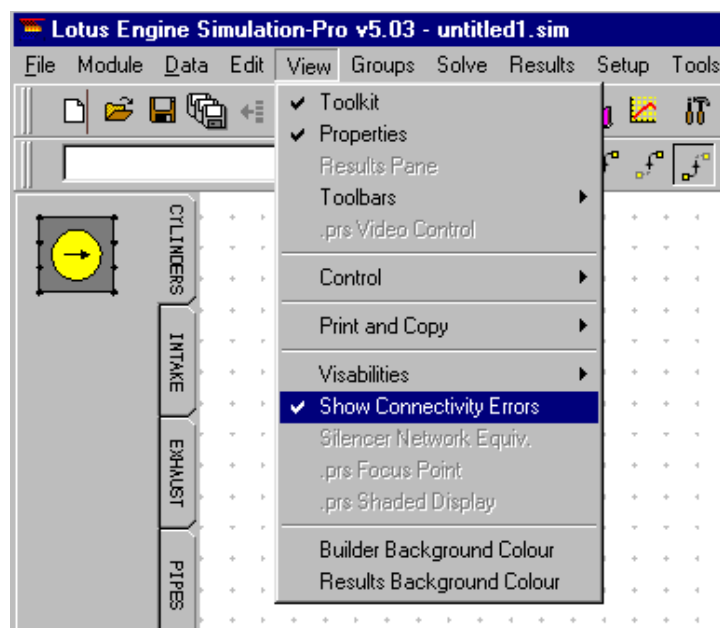 Lotus Engine Simulation-Pro v5.03 - untitled1.sim
File Module Data Edit View Groups Solve Results Setup Tools
Toolkit
Properties
Results Pane
Toolbars
.prs Video Control
Control
Print and Copy
Visabilities
Show Connectivity Errors
Silencer Network Equiv.
.prs Focus Point
.prs Shaded Display
Builder Background Colour
Results Background Colour
CYLINDERS
INTAKE
EXHAUST
PIPES